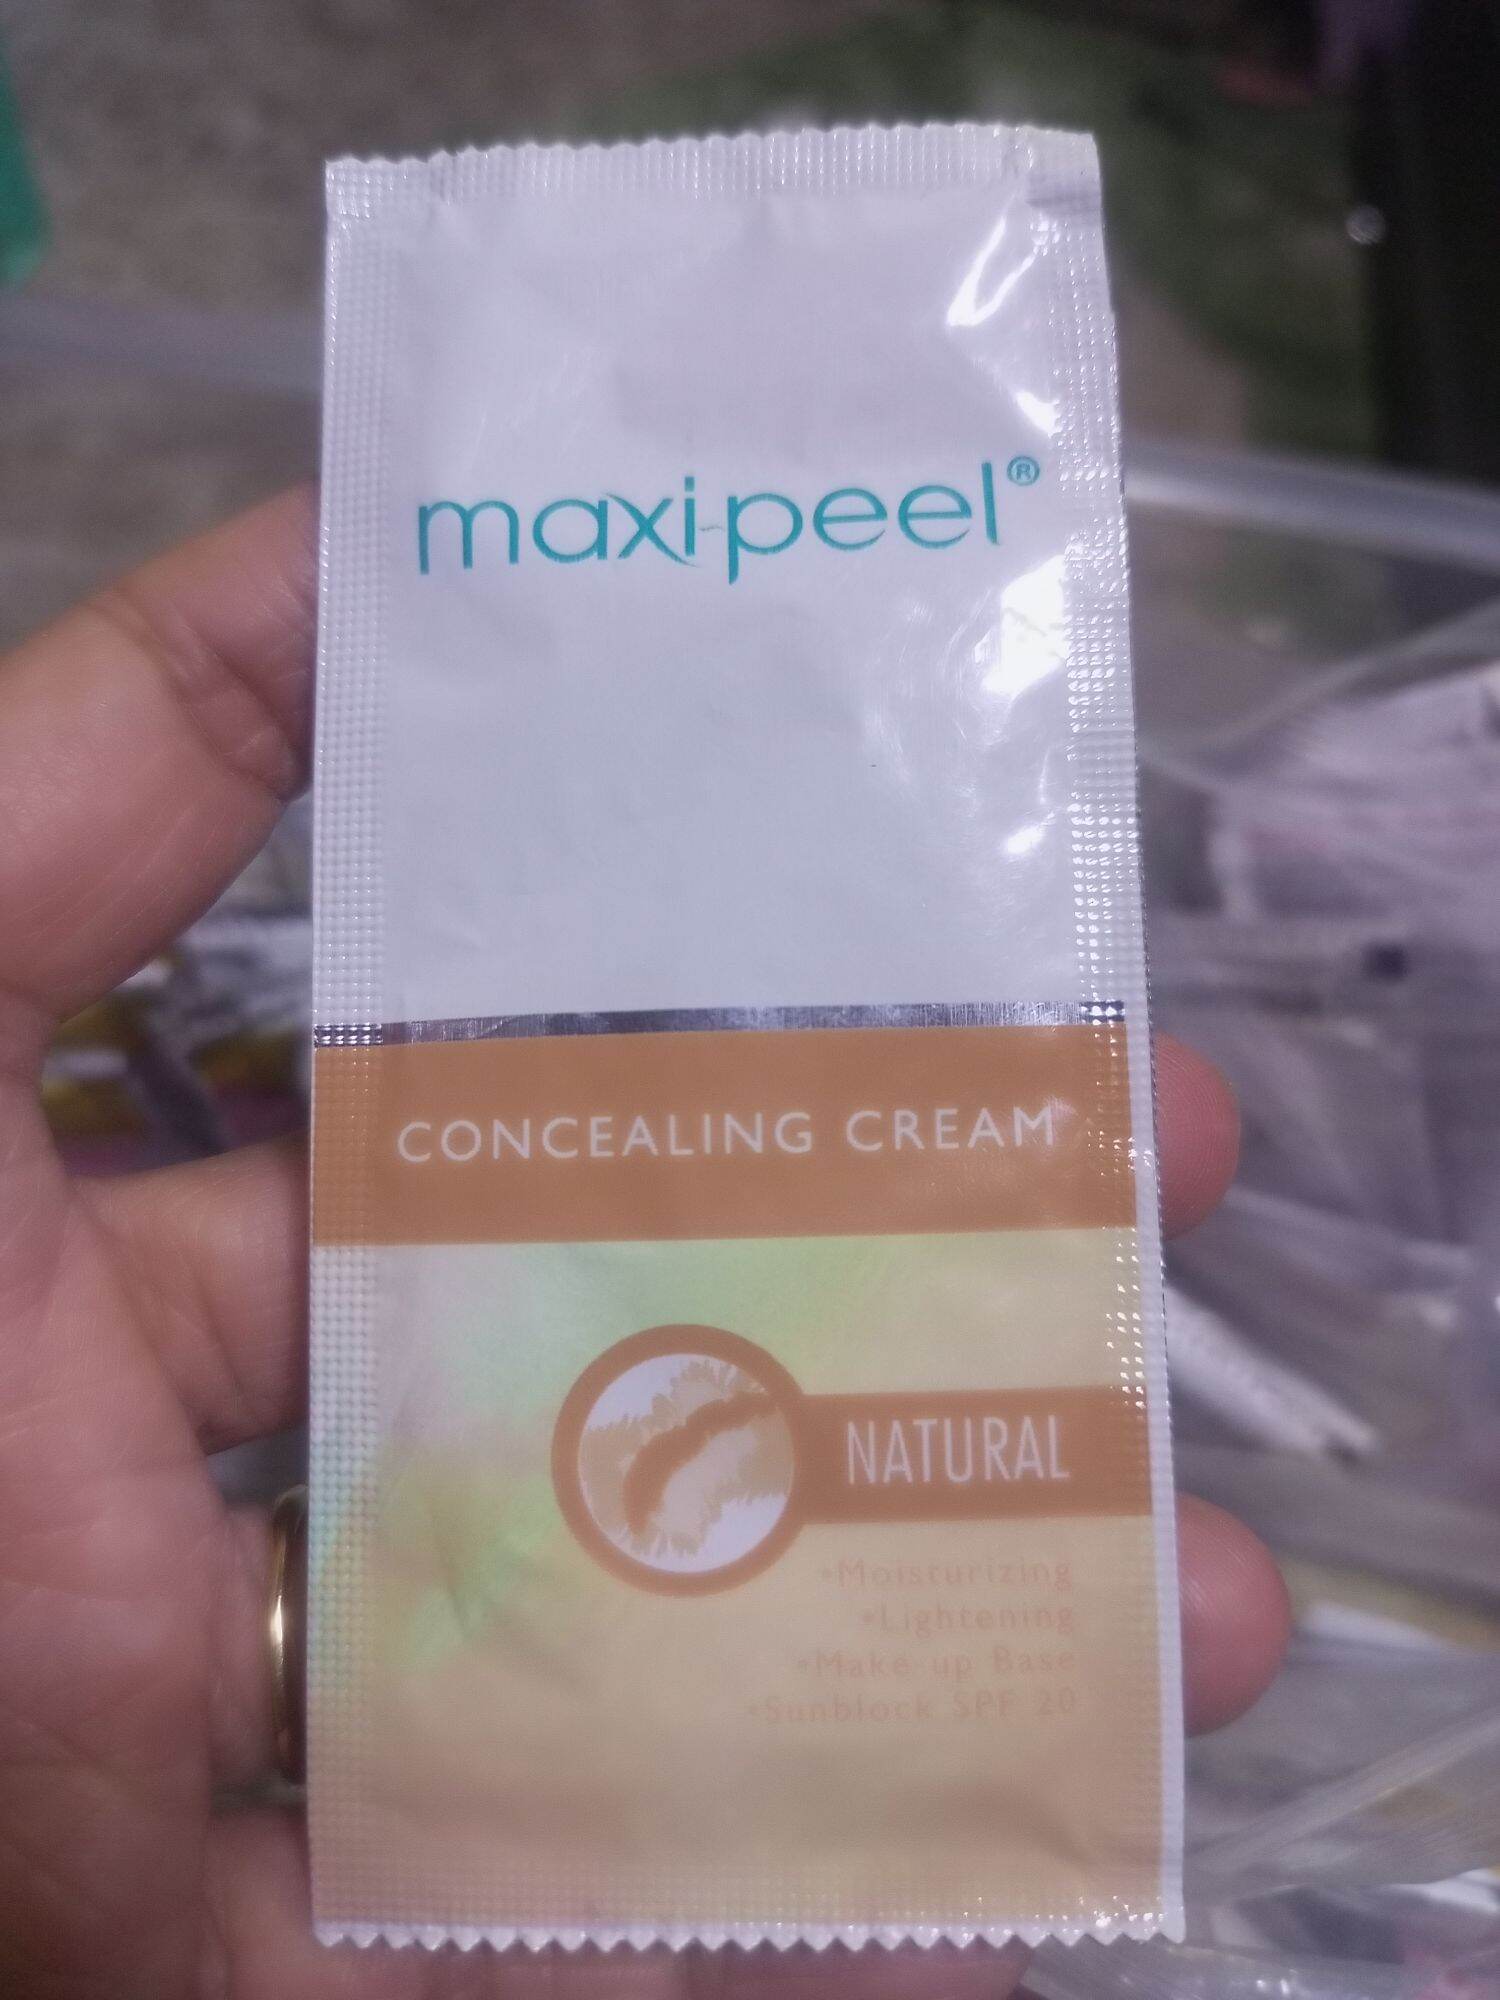 maxi-peel®
CONCEALING CREAM
NATURAL
•Moisturizing
•Lightening
•Make-up Base
•Sunblock SPF 20